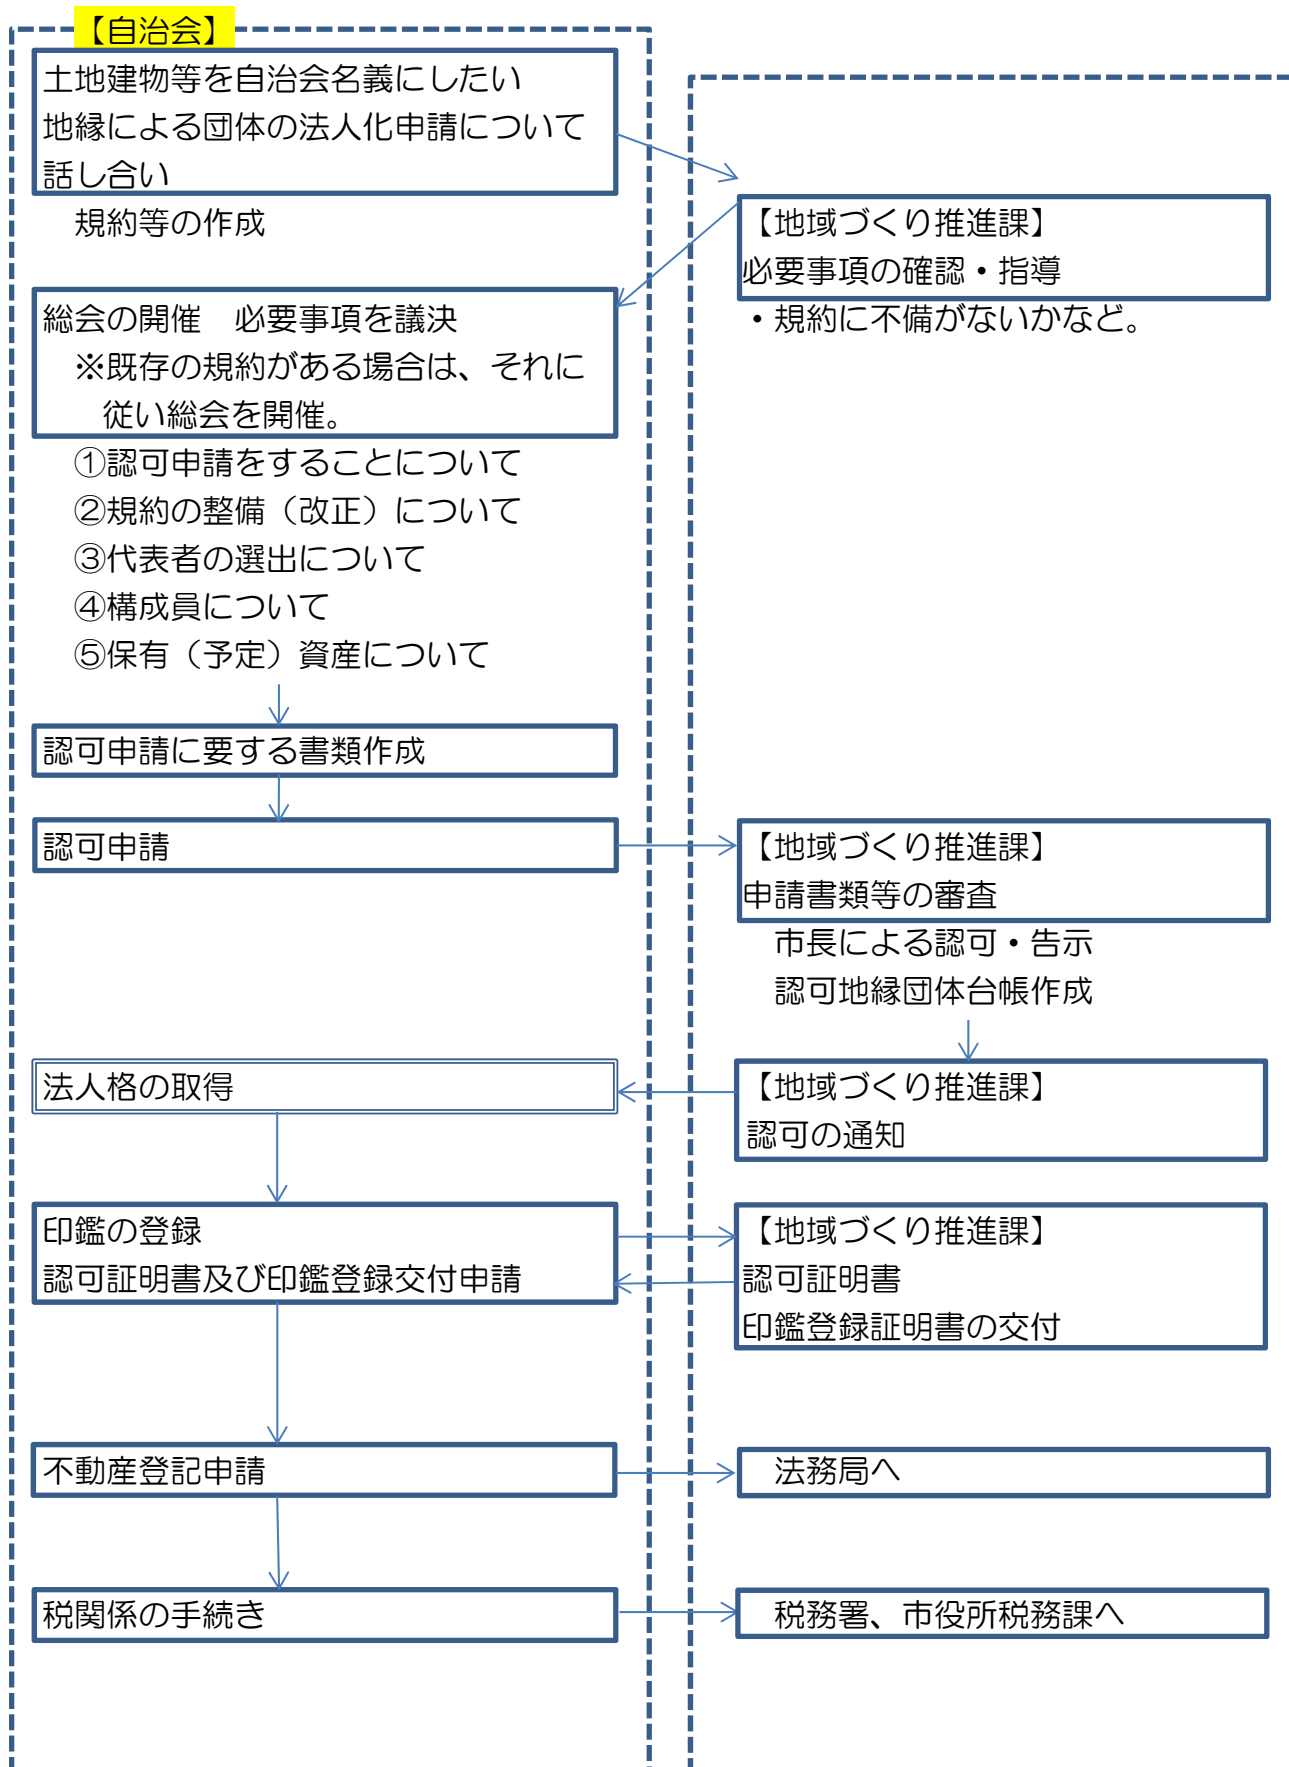 【自治会】
土地建物等を自治会名義にしたい
地縁による団体の法人化申請について
話し合い
規約等の作成
【地域づくり推進課】
必要事項の確認・指導
・規約に不備がないかなど。
総会の開催　必要事項を議決
※既存の規約がある場合は、それに
従い総会を開催。
①認可申請をすることについて
②規約の整備（改正）について
③代表者の選出について
④構成員について
⑤保有（予定）資産について
認可申請に要する書類作成
認可申請
【地域づくり推進課】
申請書類等の審査
市長による認可・告示
認可地縁団体台帳作成
法人格の取得
【地域づくり推進課】
認可の通知
印鑑の登録
認可証明書及び印鑑登録交付申請
【地域づくり推進課】
認可証明書
印鑑登録証明書の交付
不動産登記申請
法務局へ
税関係の手続き
税務署、市役所税務課へ